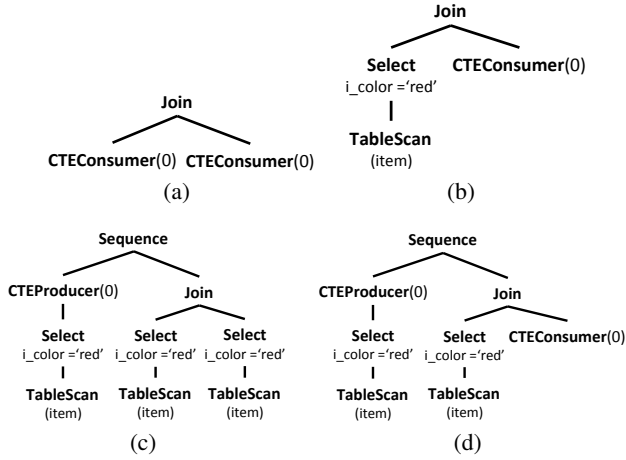 Join
CTEConsumer(0) CTEConsumer(0)
(a)
Join
Select CTEConsumer(0)
i_color ='red'
TableScan
(item)
(b)
Sequence
CTEProducer(0) Join
Select Select Select
i_color ='red' i_color ='red' i_color ='red'
TableScan TableScan TableScan
(item) (item) (item)
(c)
Sequence
CTEProducer(0) Join
Select Select CTEConsumer(0)
i_color ='red' i_color ='red'
TableScan TableScan
(item) (item)
(d)